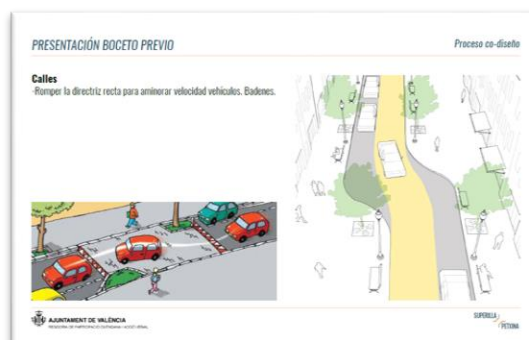 PRESENTACIÓN BOCETO PREVIO
Proceso co-diseño
Calles
-Romper la directriz recta para aminorar velocidad vehículos. Badenes.
AJUNTAMENT DE VALÈNCIA
SUPERILLA
PETXINA